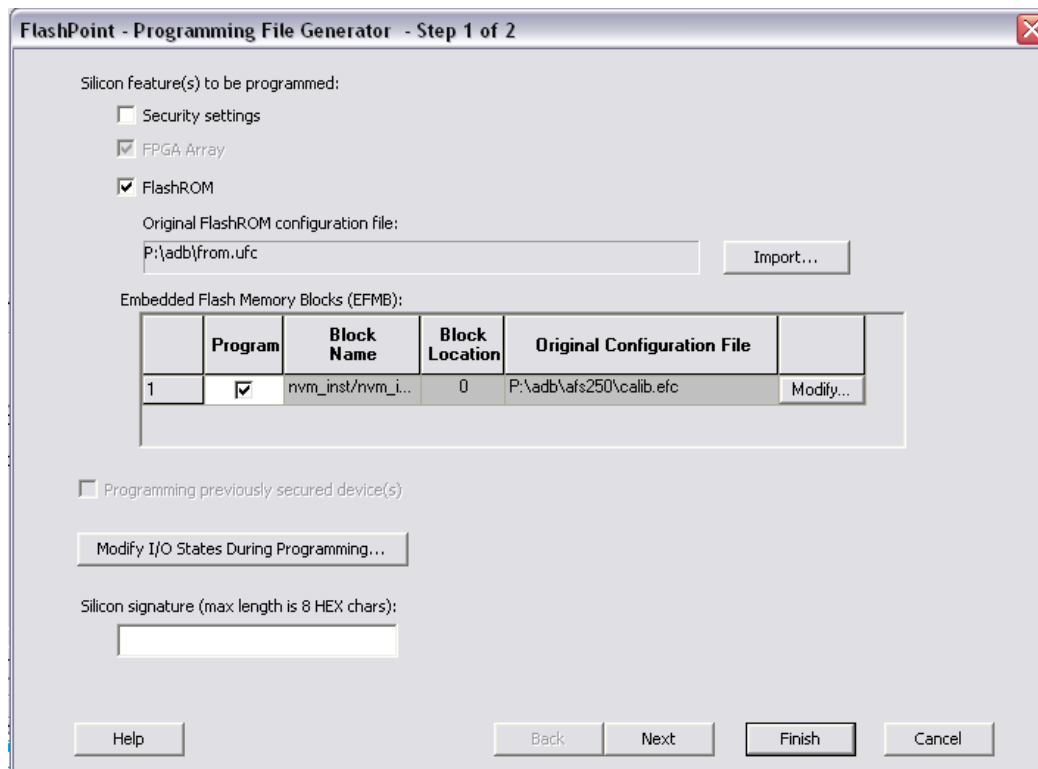 FlashPoint - Programming File Generator - Step 1 of 2
Silicon feature(s) to be programmed:
Security settings
FPGA Array
FlashROM
Original FlashROM configuration file:
P:\adb\from.ufc
Import...
Embedded Flash Memory Blocks (EFMB):
Program Block Name Block Location Original Configuration File
1 nvm_inst/nvm_i... 0 P:\adb\afs250\calib.efc Modify...
Programming previously secured device(s)
Modify I/O States During Programming...
Silicon signature (max length is 8 HEX chars):
Help Back Next Finish Cancel